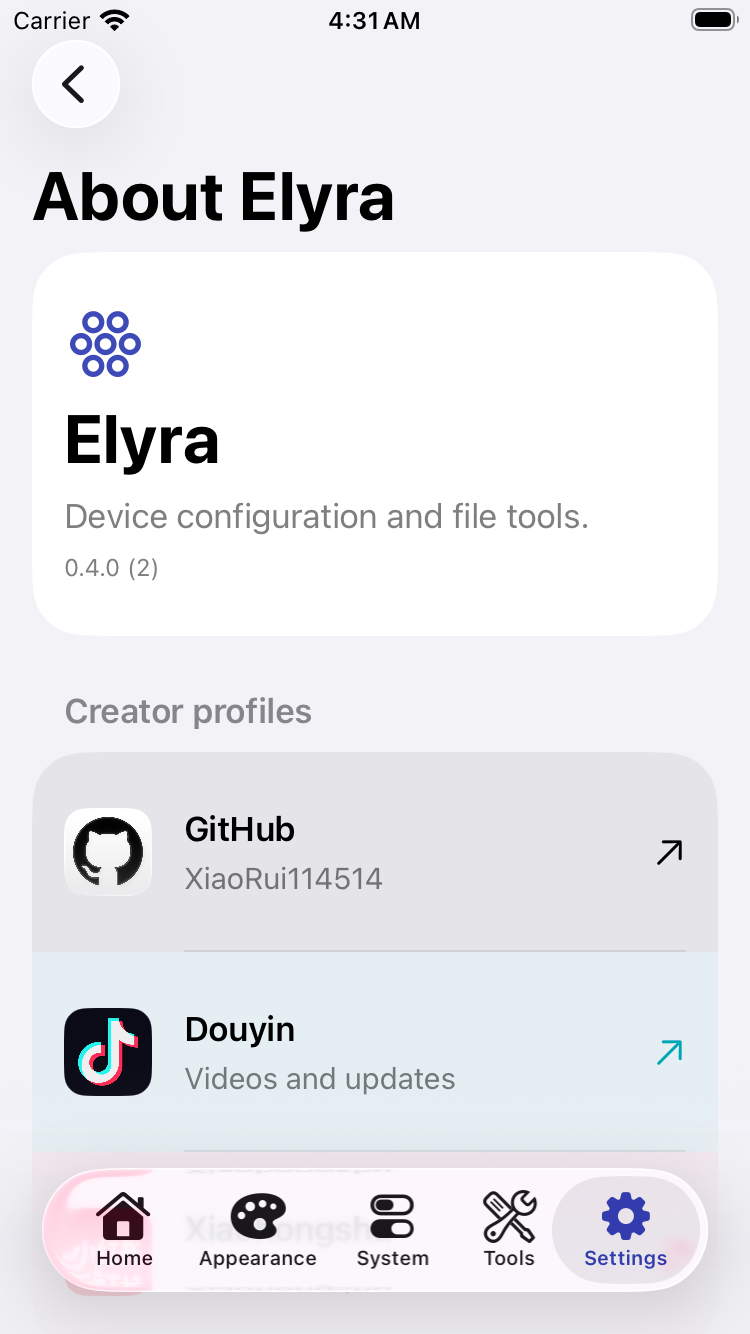 Carrier 4:31 AM
About Elyra
Elyra
Device configuration and file tools.
0.4.0 (2)
Creator profiles
GitHub
XiaoRui114514
Douyin
Videos and updates
Home Appearance System Tools Settings